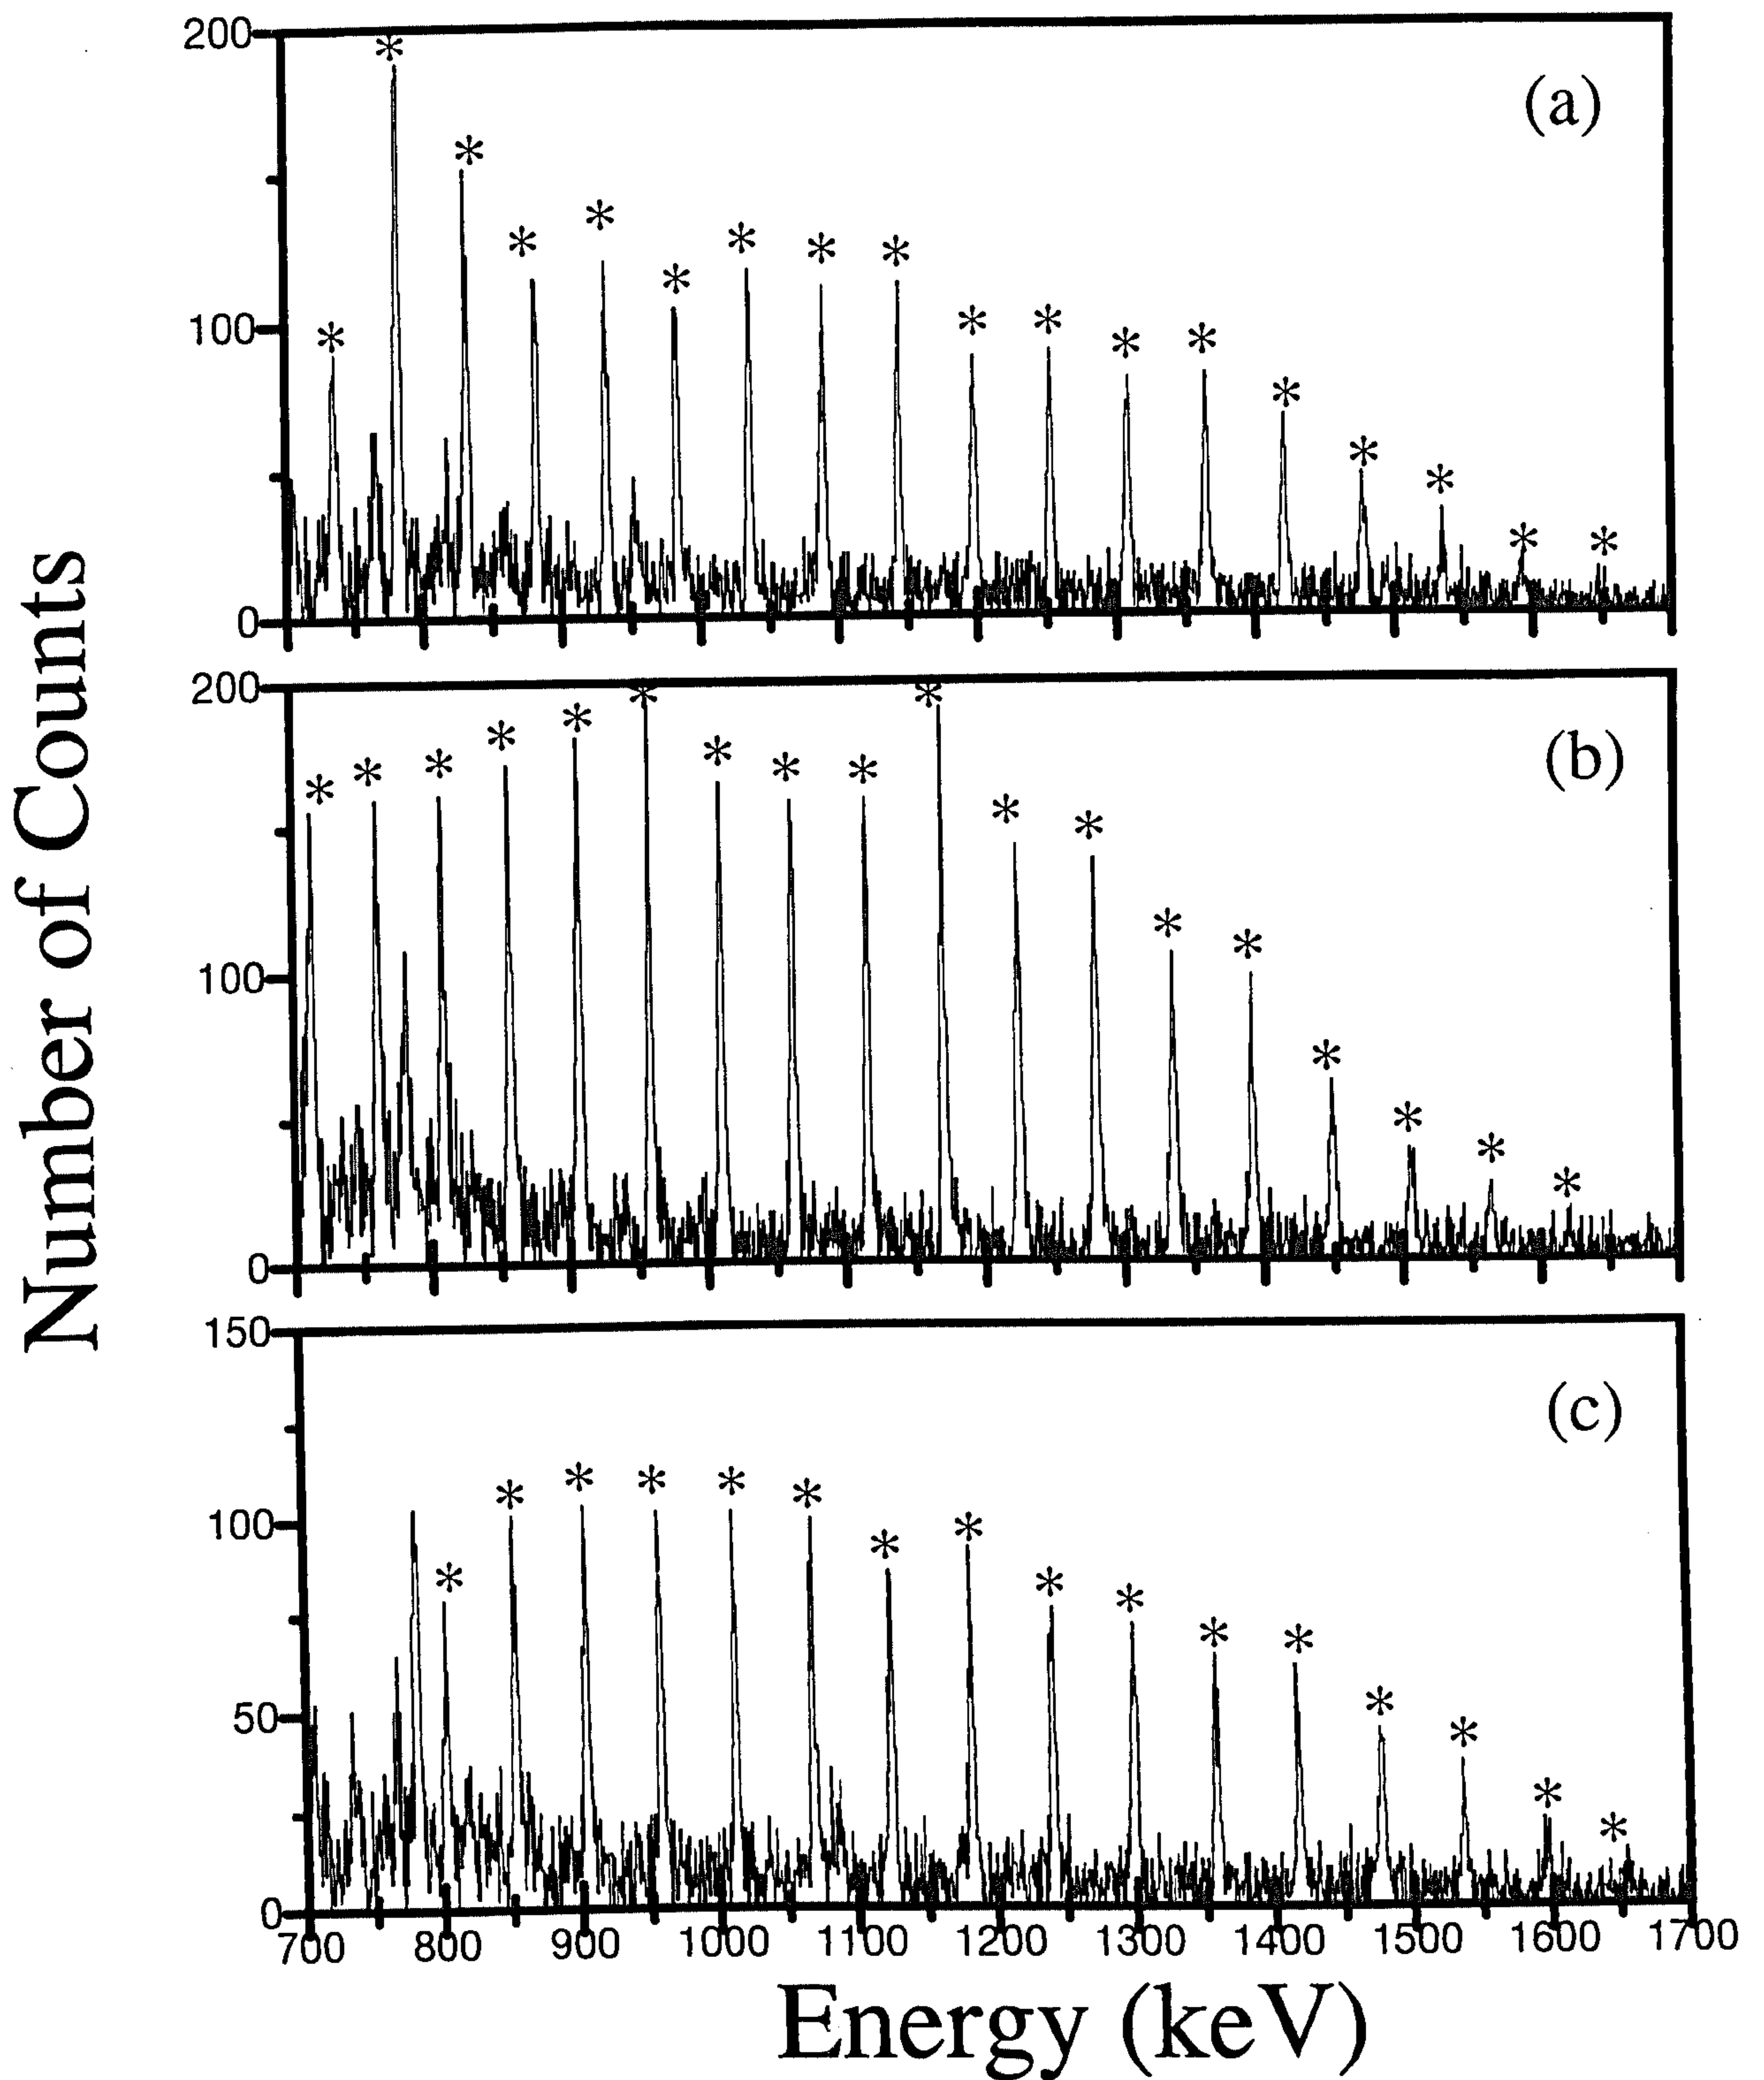 Number of Counts
200
100
0
(a)
* * * * * * * * * * * * * * * * * *
200
100
0
(b)
* * * * * * * * * * * * * * * * * *
150
100
50
0
(c)
* * * * * * * * * * * * * * * *
700 800 900 1000 1100 1200 1300 1400 1500 1600 1700
Energy (keV)